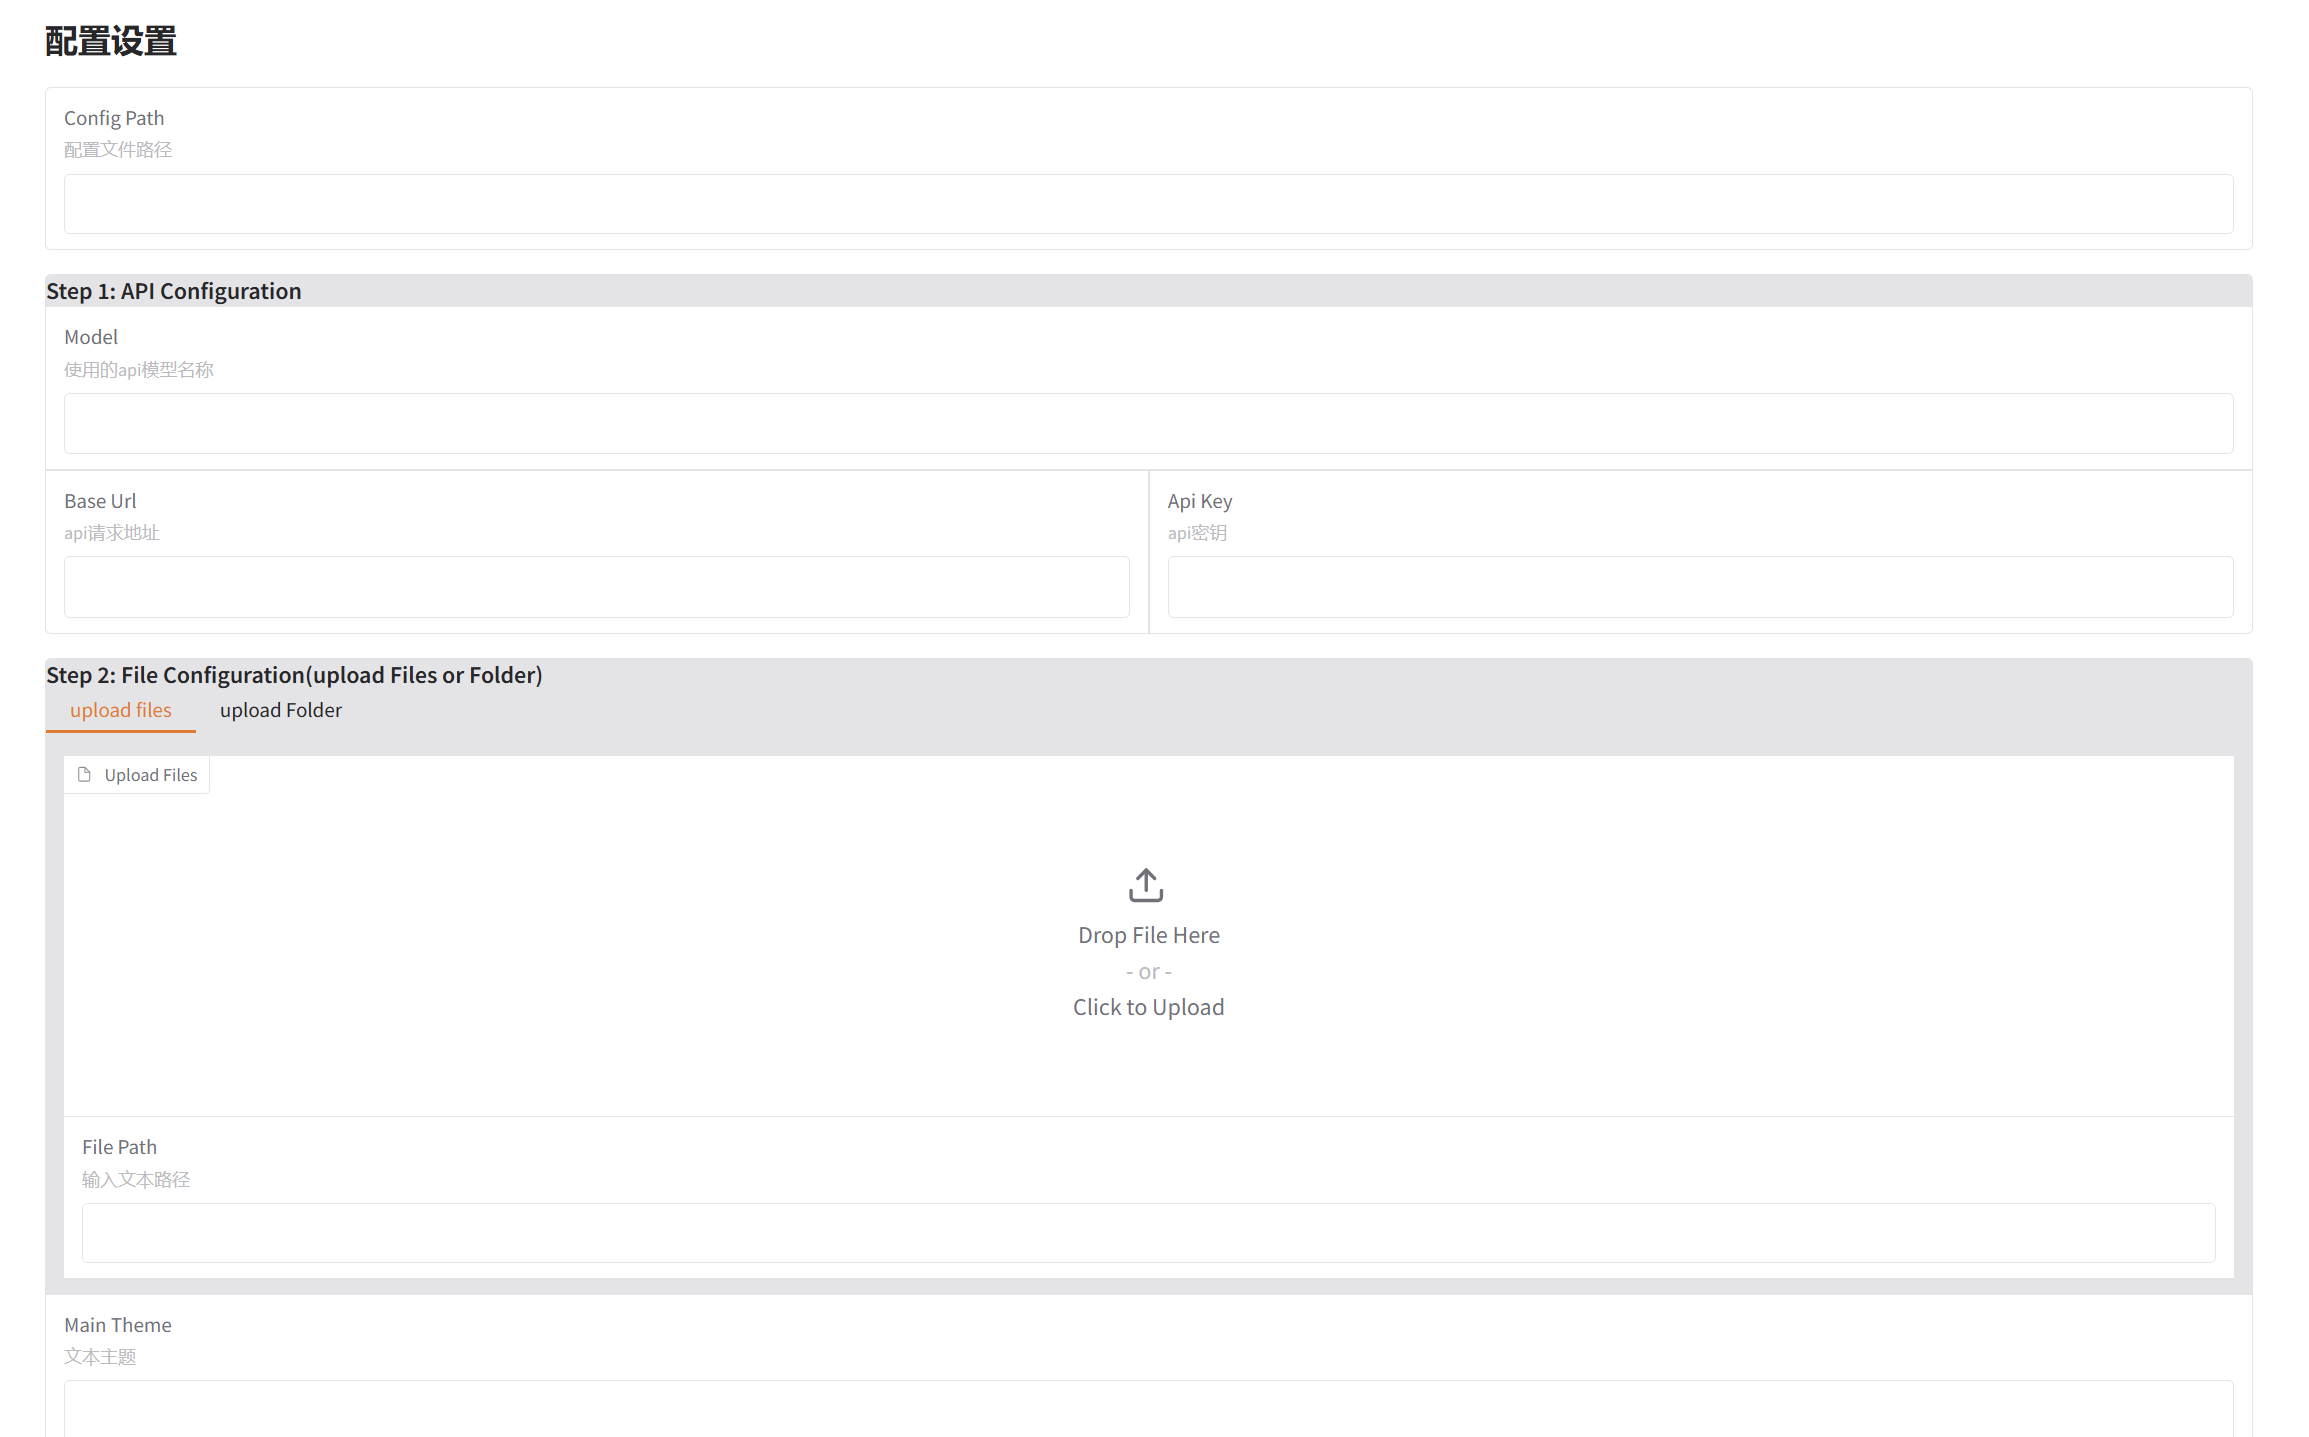 配置设置
Config Path
配置文件路径
Step 1: API Configuration
Model
使用的api模型名称
Base Url
api请求地址
Api Key
api密钥
Step 2: File Configuration(upload Files or Folder)
upload files
upload Folder
Upload Files
Drop File Here
- or -
Click to Upload
File Path
输入文本路径
Main Theme
文本主题